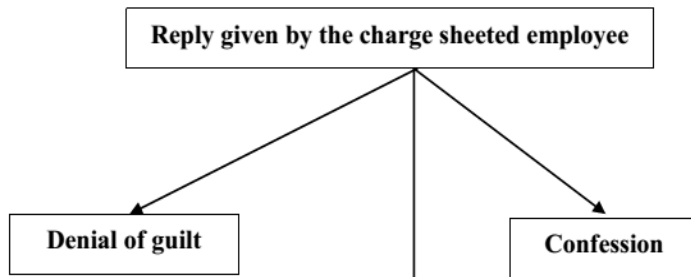 Reply given by the charge sheeted employee
Denial of guilt
Confession